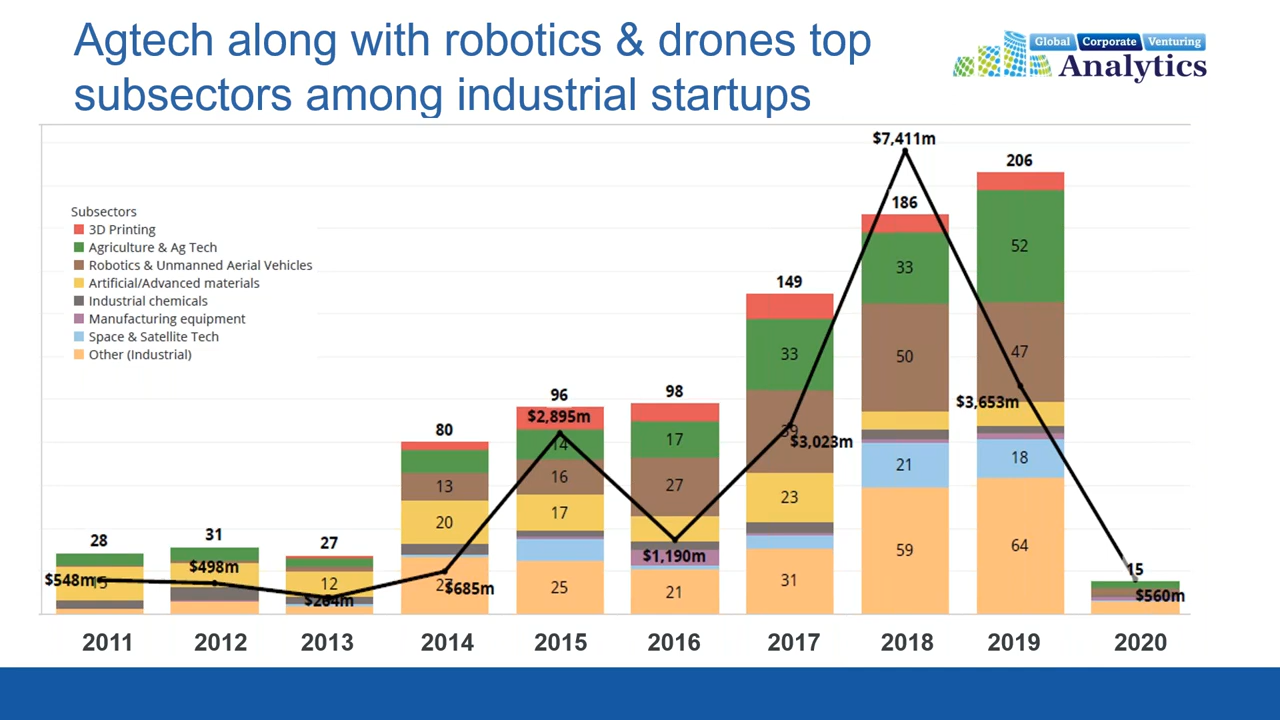 Agtech along with robotics & drones top
subsectors among industrial startups
Global Corporate Venturing
Analytics
Subsectors
3D Printing
Agriculture & Ag Tech
Robotics & Unmanned Aerial Vehicles
Artificial/Advanced materials
Industrial chemicals
Manufacturing equipment
Space & Satellite Tech
Other (Industrial)
28
$548m
15
31
$498m
27
12
$264m
80
13
20
27
$685m
96
$2,895m
14
16
17
25
98
17
27
$1,190m
21
149
33
39
$3,023m
23
31
$7,411m
186
33
50
21
59
206
52
47
$3,653m
18
64
15
$560m
2011 2012 2013 2014 2015 2016 2017 2018 2019 2020